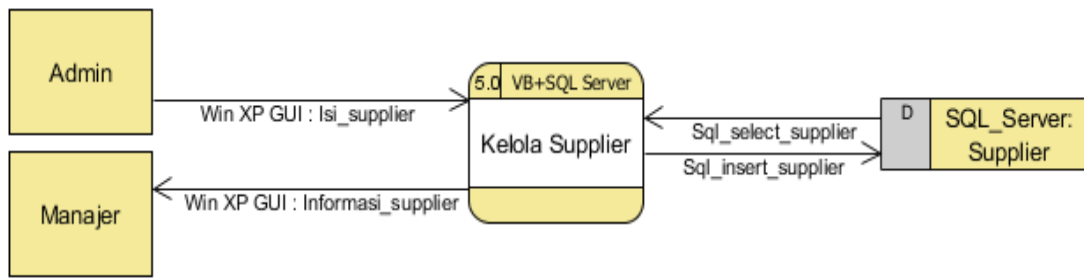 Admin
Win XP GUI : Isi_supplier
Manajer
Win XP GUI : Informasi_supplier
5.0 VB+SQL Server
Kelola Supplier
Sql_select_supplier
Sql_insert_supplier
D
SQL_Server:
Supplier